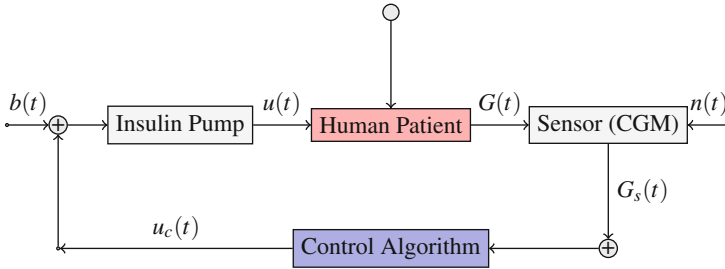 b(t)
+
Insulin Pump
u(t)
Human Patient
G(t)
Sensor (CGM)
n(t)
G_s(t)
u_c(t)
Control Algorithm
+